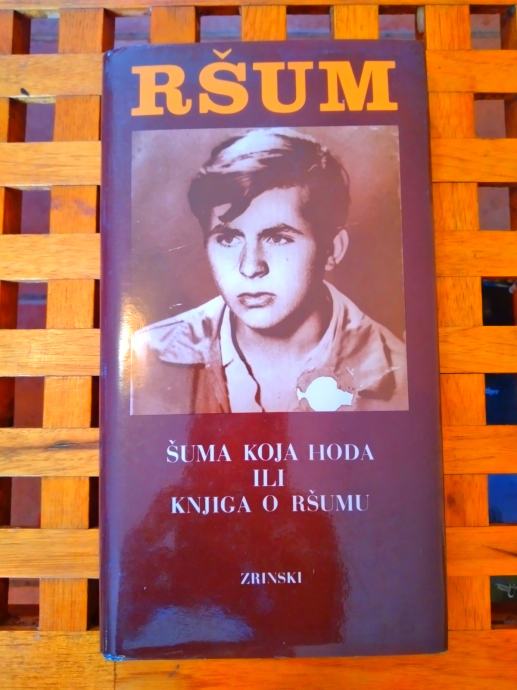 RŠUM
ŠUMA KOJA HODA
ILI
KNJIGA O RŠUMU
ZRINSKI